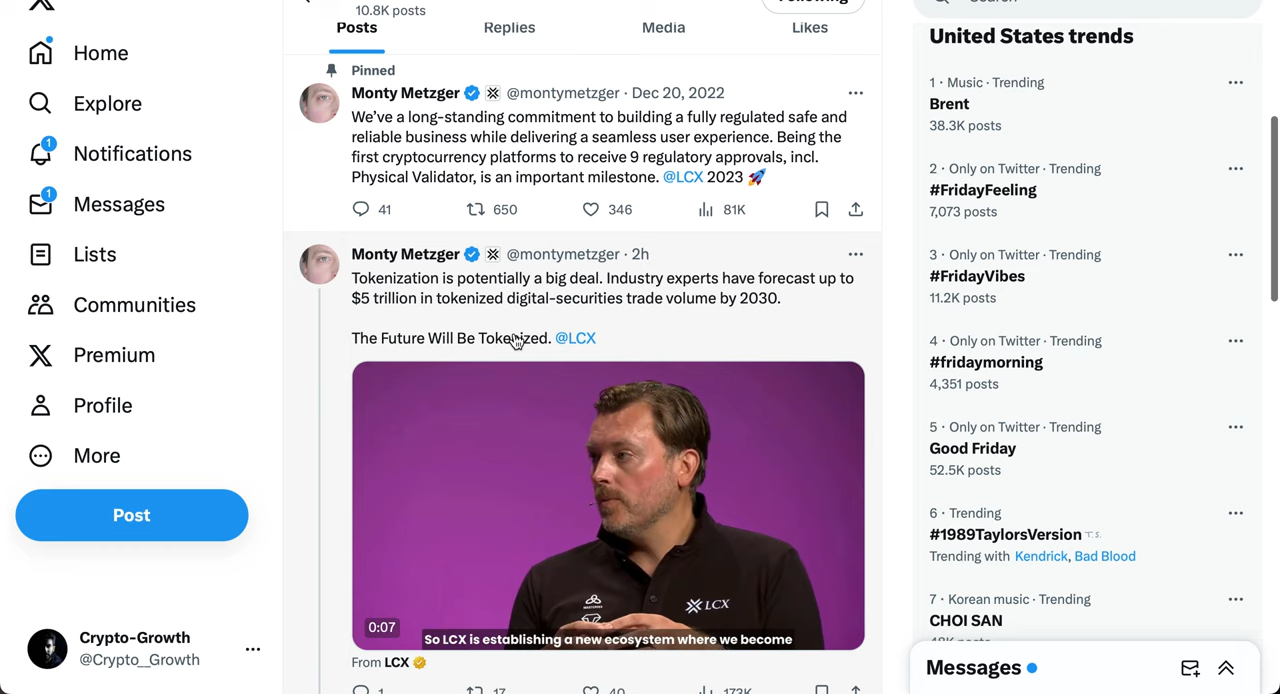 Home
Explore
1
Notifications
1
Messages
Lists
Communities
Premium
Profile
More
Post
Crypto-Growth
@Crypto__Growth
10.8K posts
Following
Posts
Replies
Media
Likes
Pinned
Monty Metzger @montymetzger · Dec 20, 2022
We've a long-standing commitment to building a fully regulated safe and
reliable business while delivering a seamless user experience. Being the
first cryptocurrency platforms to receive 9 regulatory approvals, incl.
Physical Validator, is an important milestone. @LCX 2023 🚀
41 650 346 81K
Monty Metzger @montymetzger · 2h
Tokenization is potentially a big deal. Industry experts have forecast up to
$5 trillion in tokenized digital-securities trade volume by 2030.
The Future Will Be Tokenized. @LCX
LCX
0:07
So LCX is establishing a new ecosystem where we become
From LCX
1 17 40 173K
Search
United States trends
1 · Music · Trending
Brent
38.3K posts
2 · Only on Twitter · Trending
#FridayFeeling
7,073 posts
3 · Only on Twitter · Trending
#FridayVibes
11.2K posts
4 · Only on Twitter · Trending
#fridaymorning
4,351 posts
5 · Only on Twitter · Trending
Good Friday
52.5K posts
6 · Trending
#1989TaylorsVersion T.S.
Trending with Kendrick, Bad Blood
7 · Korean music · Trending
CHOI SAN
48K posts
Messages